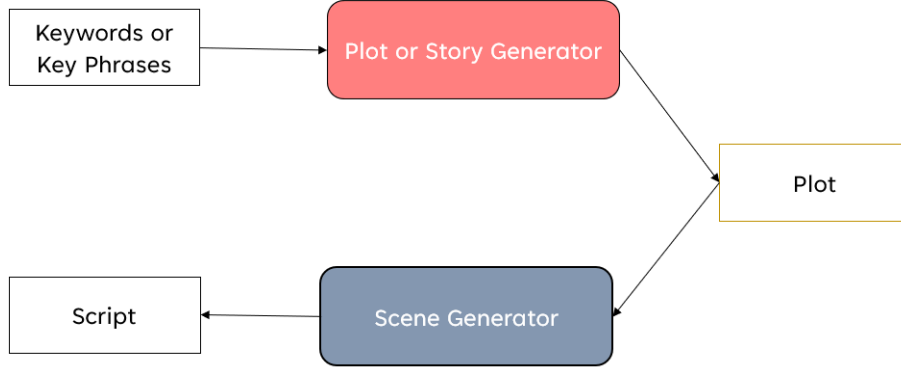 Keywords or
Key Phrases
Plot or Story Generator
Plot
Scene Generator
Script